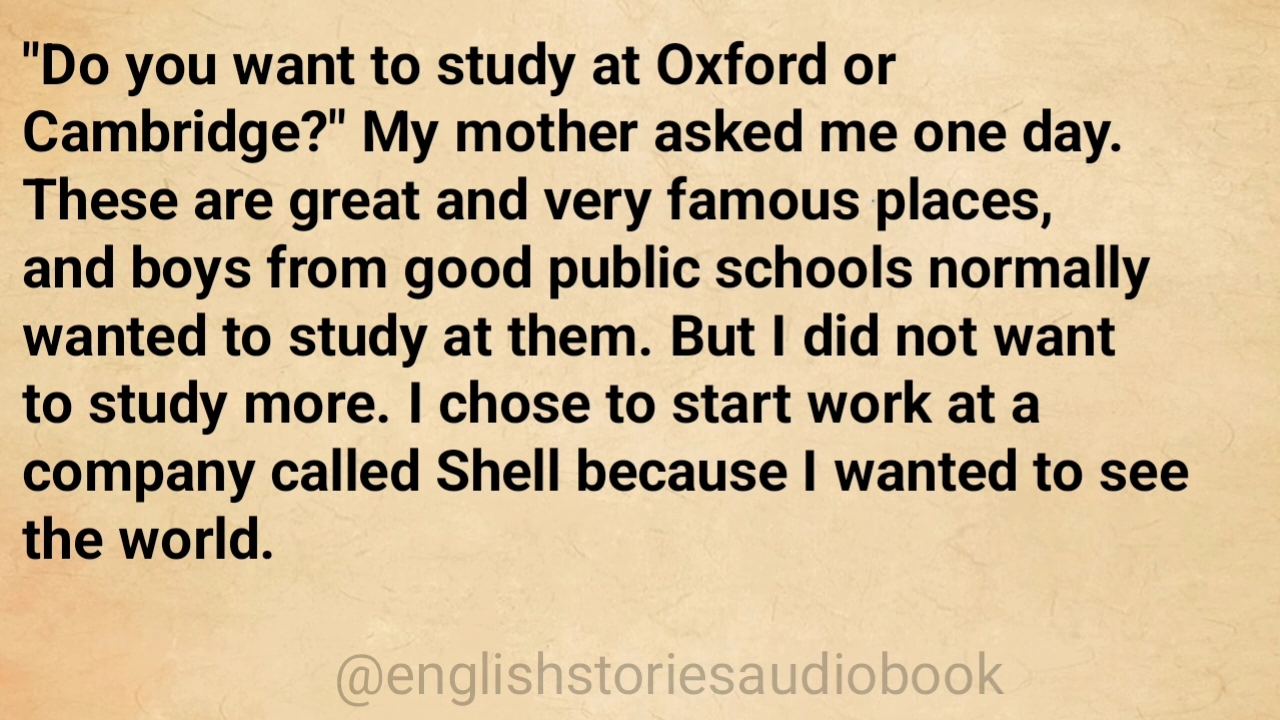 "Do you want to study at Oxford or
Cambridge?" My mother asked me one day.
These are great and very famous places,
and boys from good public schools normally
wanted to study at them. But I did not want
to study more. I chose to start work at a
company called Shell because I wanted to see
the world.
@englishstoriesaudiobook